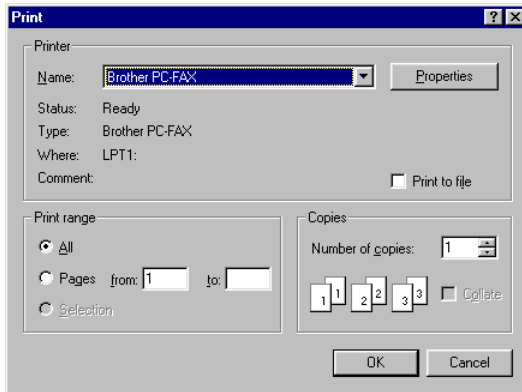 Print
Printer
Name: Brother PC-FAX Properties
Status: Ready
Type: Brother PC-FAX
Where: LPT1:
Comment: Print to file
Print range
All
Pages from: 1 to:
Selection
Copies
Number of copies: 1
1 1 2 2 3 3 Collate
OK Cancel